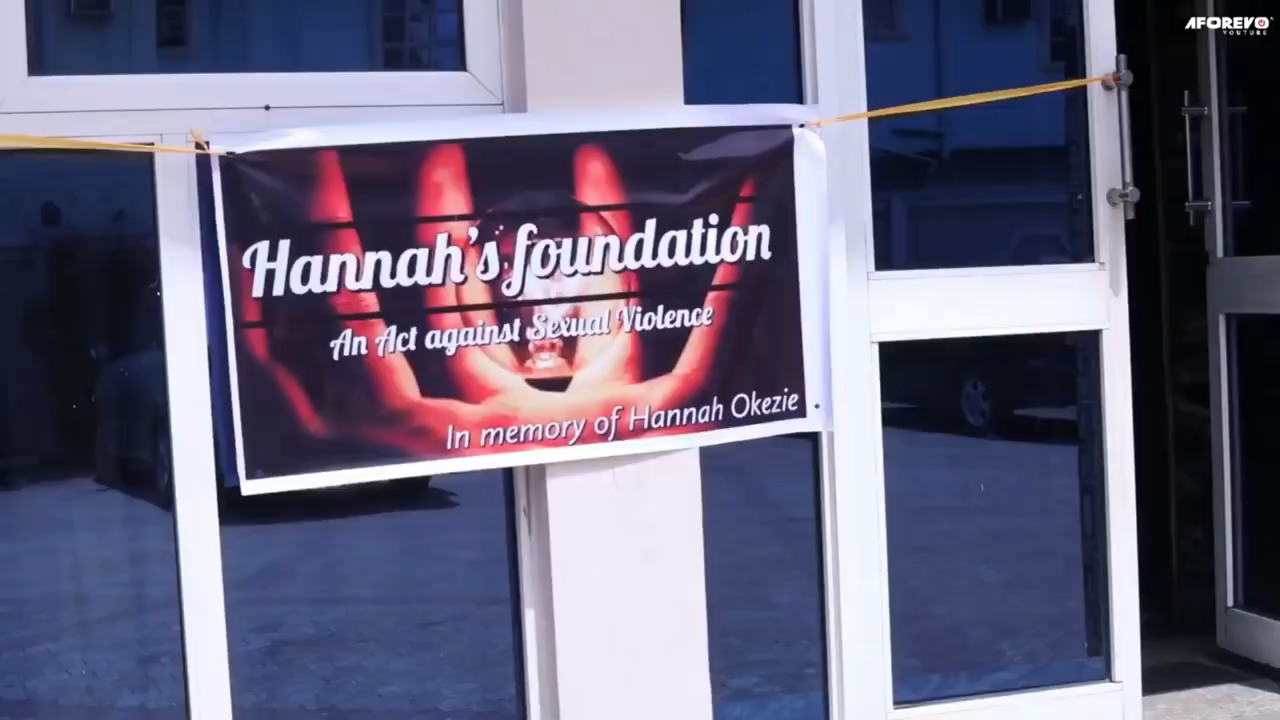 AFOREVO
YOUTUBE
Hannah's foundation
An Act against Sexual Violence
In memory of Hannah Okezie